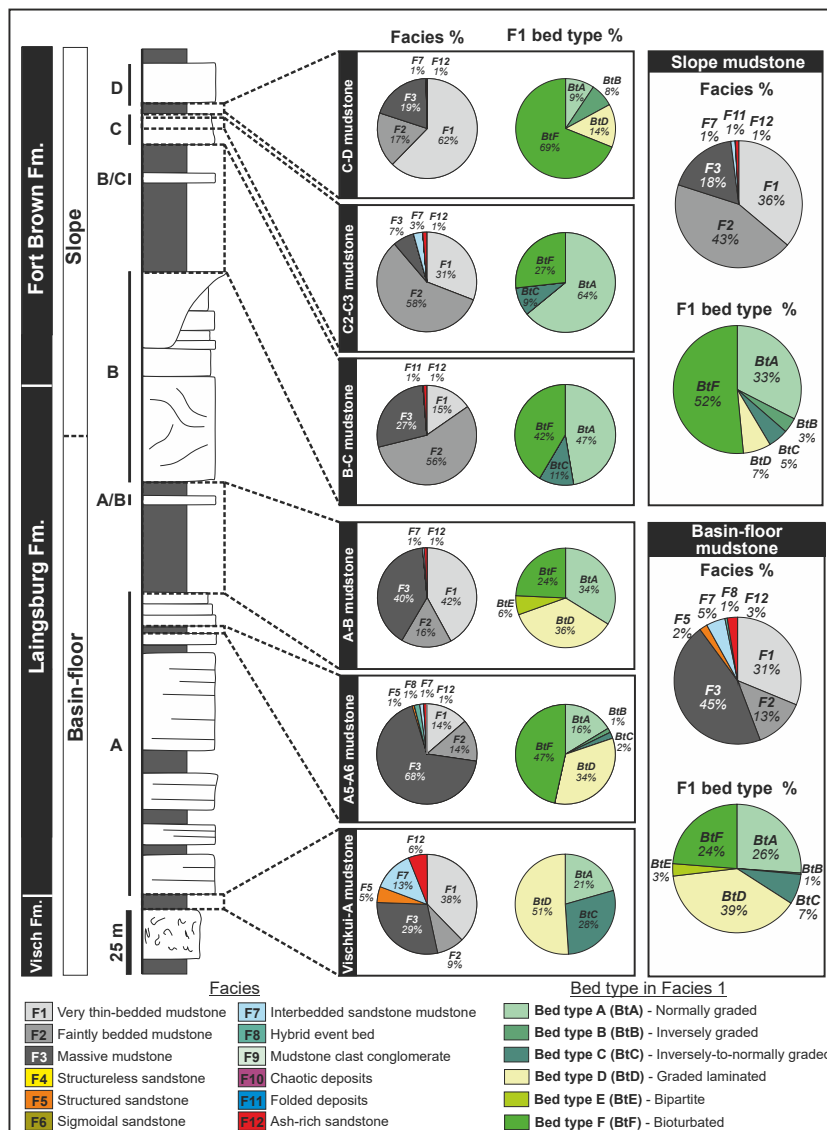 Fort Brown Fm.
Laingsburg Fm.
Visch Fm.
Slope
Basin-floor
D
C
B/C
B
A/B
A
25 m
Facies %
F1 bed type %
C-D mudstone
F7
1%
F12
1%
F3
19%
F2
17%
F1
62%
BtA
9%
BtB
8%
BtD
14%
BtF
69%
C2-C3 mudstone
F3
7%
F7
3%
F12
1%
F1
31%
F2
58%
BtF
27%
BtC
9%
BtA
64%
B-C mudstone
F11
1%
F12
1%
F1
15%
F3
27%
F2
56%
BtF
42%
BtA
47%
BtC
11%
A-B mudstone
F7
1%
F12
1%
F3
40%
F1
42%
F2
16%
BtF
24%
BtA
34%
BtE
6%
BtD
36%
A5-A6 mudstone
F5
1%
F8
1%
F7
1%
F12
1%
F1
14%
F2
14%
F3
68%
BtA
16%
BtB
1%
BtC
2%
BtF
47%
BtD
34%
Vischkui-A mudstone
F12
6%
F7
13%
F5
5%
F1
38%
F3
29%
F2
9%
BtD
51%
BtA
21%
BtC
28%
Slope mudstone
Facies %
F7
1%
F11
1%
F12
1%
F3
18%
F1
36%
F2
43%
F1 bed type %
BtF
52%
BtA
33%
BtB
3%
BtC
5%
BtD
7%
Basin-floor
mudstone
Facies %
F5
2%
F7
5%
F8
1%
F12
3%
F1
31%
F3
45%
F2
13%
F1 bed type %
BtF
24%
BtA
26%
BtE
3%
BtB
1%
BtD
39%
BtC
7%
Facies
F1 Very thin-bedded mudstone
F2 Faintly bedded mudstone
F3 Massive mudstone
F4 Structureless sandstone
F5 Structured sandstone
F6 Sigmoidal sandstone
F7 Interbedded sandstone mudstone
F8 Hybrid event bed
F9 Mudstone clast conglomerate
F10 Chaotic deposits
F11 Folded deposits
F12 Ash-rich sandstone
Bed type in Facies 1
Bed type A (BtA) - Normally graded
Bed type B (BtB) - Inversely graded
Bed type C (BtC) - Inversely-to-normally graded
Bed type D (BtD) - Graded laminated
Bed type E (BtE) - Bipartite
Bed type F (BtF) - Bioturbated